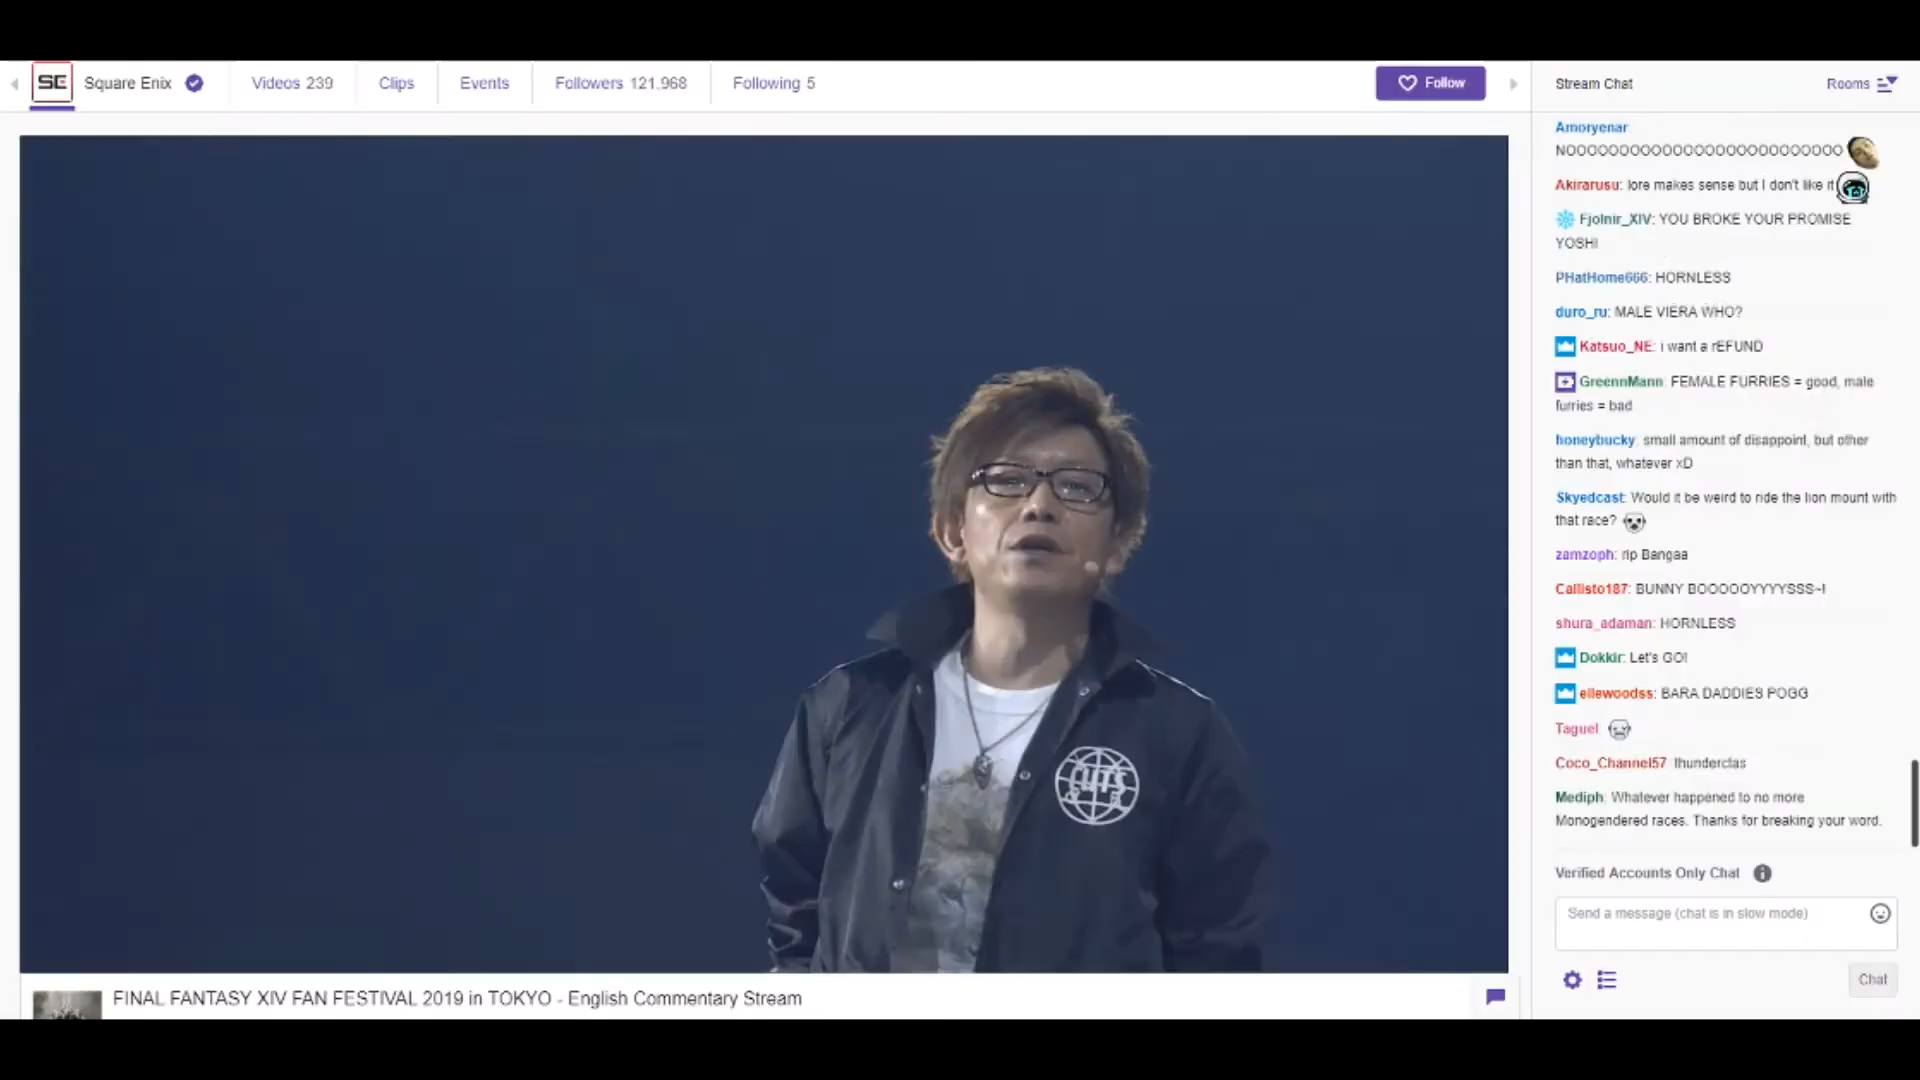 SE Square Enix Videos 239 Clips Events Followers 121,968 Following 5 Follow
Stream Chat Rooms
Amoryenar
NOOOOOOOOOOOOOOOOOOOOOOOOOO
Akirarusu: lore makes sense but I don't like it
Fjolnir_XIV: YOU BROKE YOUR PROMISE
YOSHI
PHatHome666: HORNLESS
duro_ru: MALE VIERA WHO?
Katsuo_NE: i want a rEFUND
GreennMann: FEMALE FURRIES = good, male
furries = bad
honeybucky: small amount of disappoint, but other
than that, whatever xD
Skyedcast: Would it be weird to ride the lion mount with
that race?
zamzoph: rip Bangaa
Callisto187: BUNNY BOOOOOYYYYSSS~!
shura_adaman: HORNLESS
Dokkir: Let's GO!
ellewoodss: BARA DADDIES POGG
Taguel
Coco_Channel57 !hunderclas
Mediph: Whatever happened to no more
Monogendered races. Thanks for breaking your word.
Verified Accounts Only Chat
Send a message (chat is in slow mode)
Chat
CUTS
FINAL FANTASY XIV FAN FESTIVAL 2019 in TOKYO - English Commentary Stream